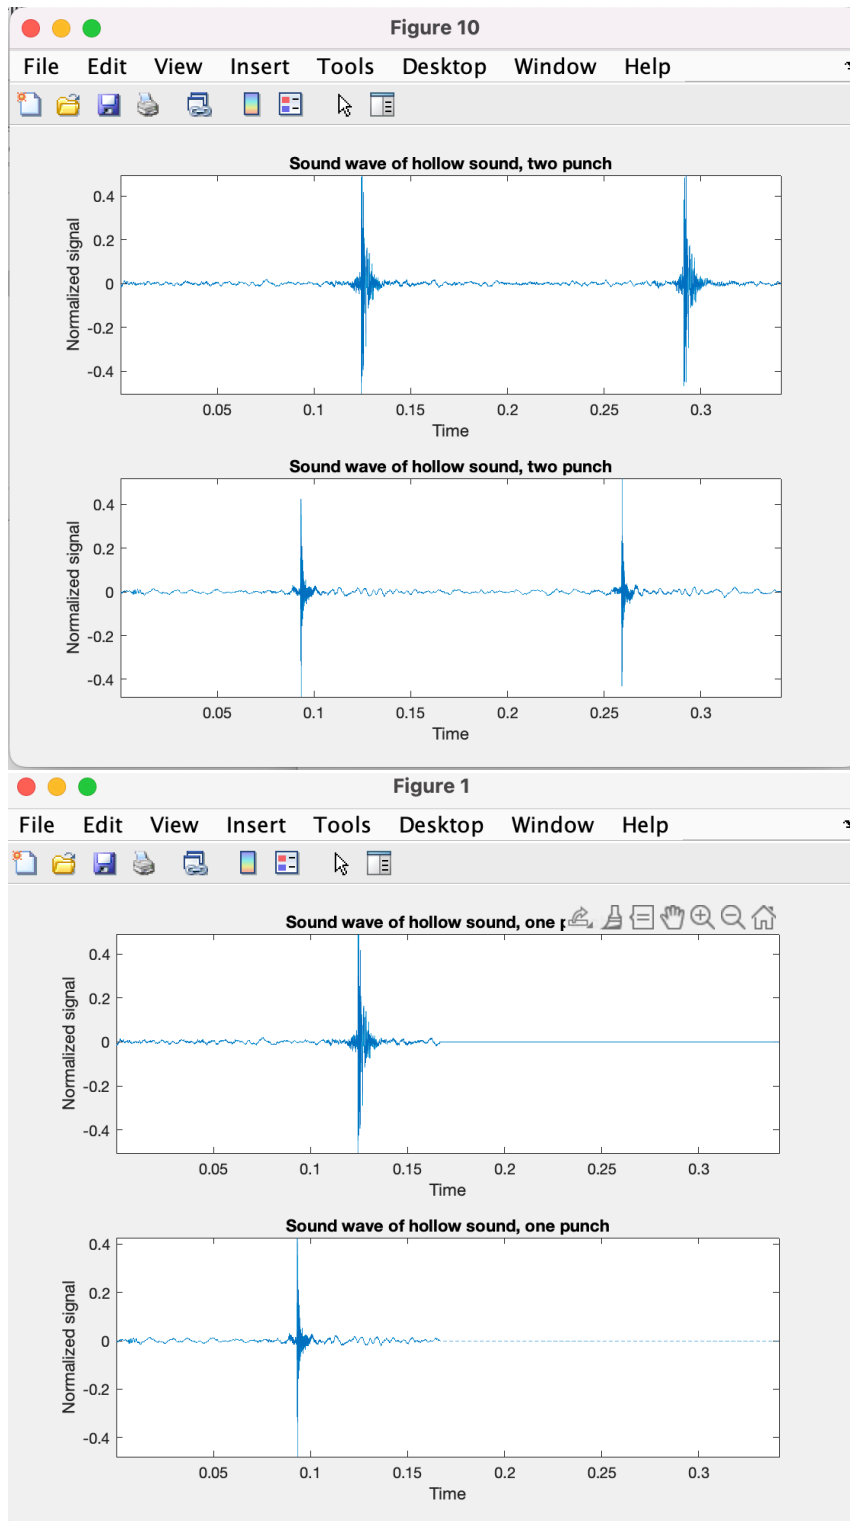 Figure 10
File Edit View Insert Tools Desktop Window Help
Sound wave of hollow sound, two punch
Normalized signal
0.4
0.2
0
-0.2
-0.4
0.05 0.1 0.15 0.2 0.25 0.3
Time
Sound wave of hollow sound, two punch
Normalized signal
0.4
0.2
0
-0.2
-0.4
0.05 0.1 0.15 0.2 0.25 0.3
Time
Figure 1
File Edit View Insert Tools Desktop Window Help
Sound wave of hollow sound, one
Normalized signal
0.4
0.2
0
-0.2
-0.4
0.05 0.1 0.15 0.2 0.25 0.3
Time
Sound wave of hollow sound, one punch
Normalized signal
0.4
0.2
0
-0.2
-0.4
0.05 0.1 0.15 0.2 0.25 0.3
Time